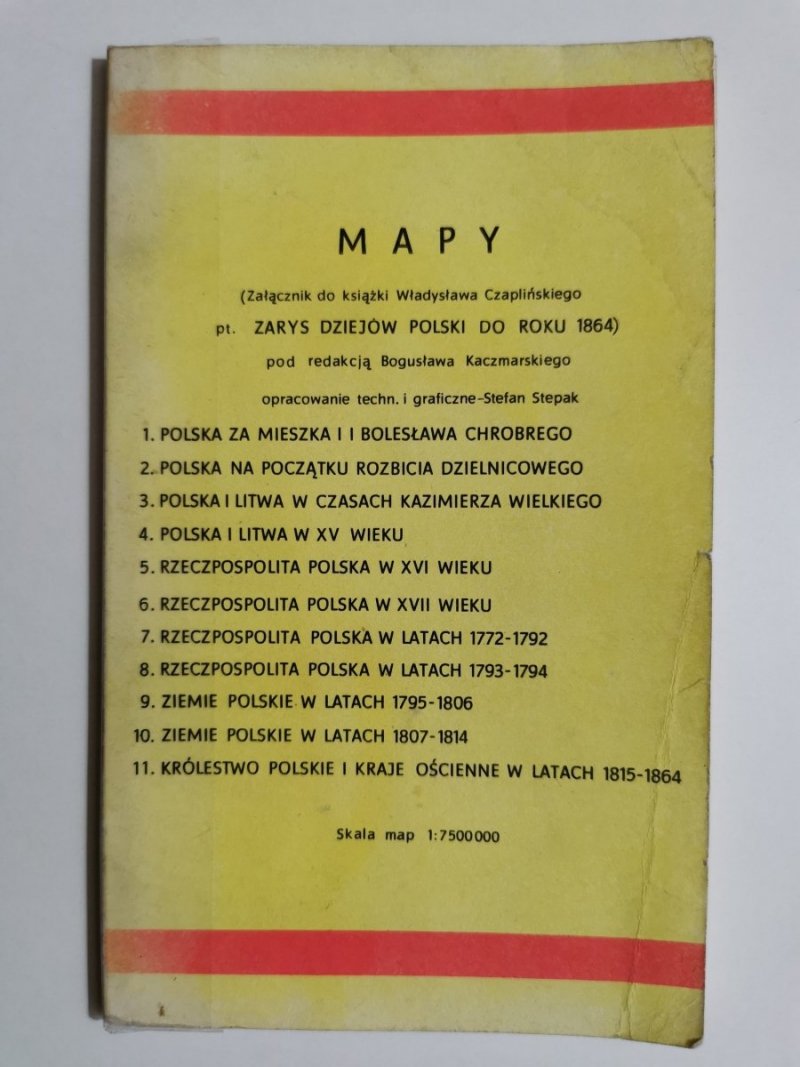 MAPY
(Załącznik do książki Władysława Czaplińskiego
pt. ZARYS DZIEJÓW POLSKI DO ROKU 1864)
pod redakcją Bogusława Kaczmarskiego
opracowanie techn. i graficzne-Stefan Stepak
1. POLSKA ZA MIESZKA I I BOLESŁAWA CHROBREGO
2. POLSKA NA POCZĄTKU ROZBICIA DZIELNICOWEGO
3. POLSKA I LITWA W CZASACH KAZIMIERZA WIELKIEGO
4. POLSKA I LITWA W XV WIEKU
5. RZECZPOSPOLITA POLSKA W XVI WIEKU
6. RZECZPOSPOLITA POLSKA W XVII WIEKU
7. RZECZPOSPOLITA POLSKA W LATACH 1772-1792
8. RZECZPOSPOLITA POLSKA W LATACH 1793-1794
9. ZIEMIE POLSKIE W LATACH 1795-1806
10. ZIEMIE POLSKIE W LATACH 1807-1814
11. KRÓLESTWO POLSKIE I KRAJE OŚCIENNE W LATACH 1815-1864
Skala map 1:7500000